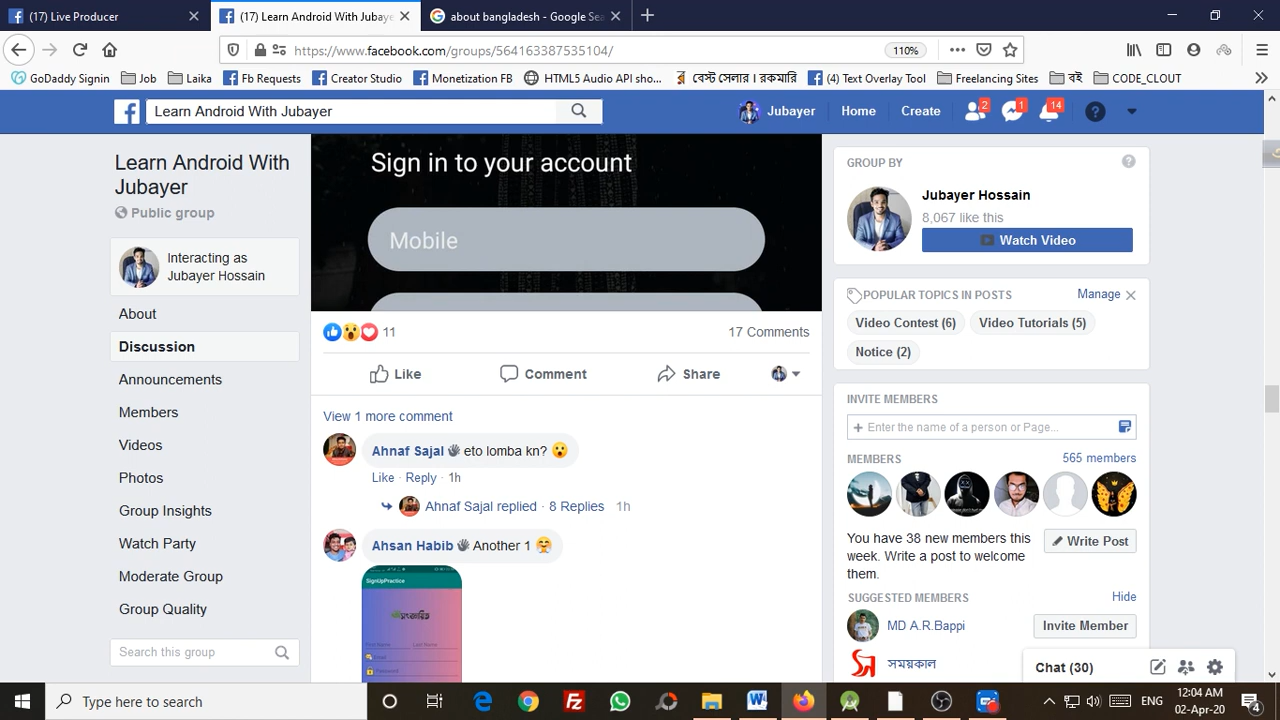 (17) Live Producer
(17) Learn Android With Jubaye
about bangladesh - Google Sea
https://www.facebook.com/groups/564163387535104/
110%
GoDaddy Signin
Job
Laika
Fb Requests
Creator Studio
Monetization FB
HTML5 Audio API sho...
বেস্ট সেলার । রকমারি
(4) Text Overlay Tool
Freelancing Sites
বই
CODE_CLOUT
Learn Android With Jubayer
Jubayer
Home
Create
2
1
14
Learn Android With
Jubayer
Public group
Interacting as
Jubayer Hossain
About
Discussion
Announcements
Members
Videos
Photos
Group Insights
Watch Party
Moderate Group
Group Quality
Search this group
Sign in to your account
Mobile
11
17 Comments
Like
Comment
Share
View 1 more comment
Ahnaf Sajal eto lomba kn?
Like · Reply · 1h
Ahnaf Sajal replied · 8 Replies 1h
Ahsan Habib Another 1
SignUpPractice
First Name
Last Name
Email
Password
GROUP BY
Jubayer Hossain
8,067 like this
Watch Video
POPULAR TOPICS IN POSTS
Manage
Video Contest (6)
Video Tutorials (5)
Notice (2)
INVITE MEMBERS
+ Enter the name of a person or Page...
MEMBERS
565 members
You have 38 new members this
week. Write a post to welcome
them.
Write Post
SUGGESTED MEMBERS
Hide
MD A.R.Bappi
Invite Member
সময়কাল
Chat (30)
Type here to search
ENG
12:04 AM
02-Apr-20
4